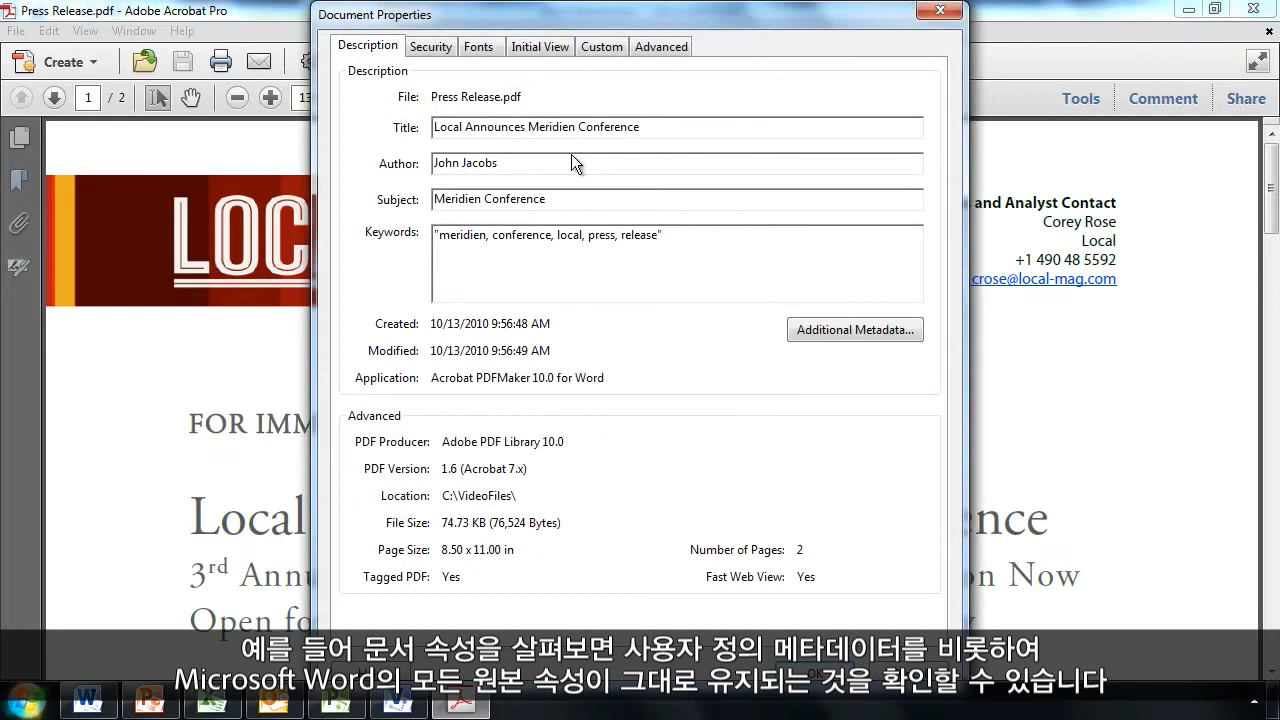 Press Release.pdf - Adobe Acrobat Pro
File Edit View Window Help
Create
1 / 2
Tools Comment Share
Document Properties
Description Security Fonts Initial View Custom Advanced
Description
File: Press Release.pdf
Title: Local Announces Meridien Conference
Author: John Jacobs
Subject: Meridien Conference
Keywords: "meridien, conference, local, press, release"
Created: 10/13/2010 9:56:48 AM
Additional Metadata...
Modified: 10/13/2010 9:56:49 AM
Application: Acrobat PDFMaker 10.0 for Word
Advanced
PDF Producer: Adobe PDF Library 10.0
PDF Version: 1.6 (Acrobat 7.x)
Location: C:\VideoFiles\
File Size: 74.73 KB (76,524 Bytes)
Page Size: 8.50 x 11.00 in Number of Pages: 2
Tagged PDF: Yes Fast Web View: Yes
LOC
s and Analyst Contact
Corey Rose
Local
+1 490 48 5592
crose@local-mag.com
FOR IMM
Local ence
3rd Annu on Now
Open fo
예를 들어 문서 속성을 살펴보면 사용자 정의 메타데이터를 비롯하여
Microsoft Word의 모든 원본 속성이 그대로 유지되는 것을 확인할 수 있습니다